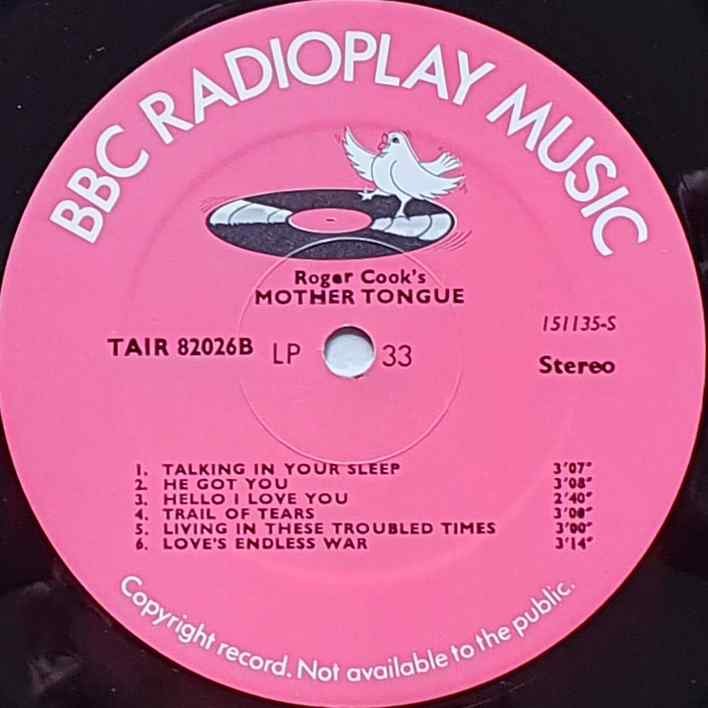 BBC RADIOPLAY MUSIC
Roger Cook's
MOTHER TONGUE
151135-S
TAIR 82026B LP 33
Stereo
1. TALKING IN YOUR SLEEP 3'07"
2. HE GOT YOU 3'08"
3. HELLO I LOVE YOU 2'40"
4. TRAIL OF TEARS 3'08"
5. LIVING IN THESE TROUBLED TIMES 3'00"
6. LOVE'S ENDLESS WAR 3'14"
Copyright record. Not available to the public.